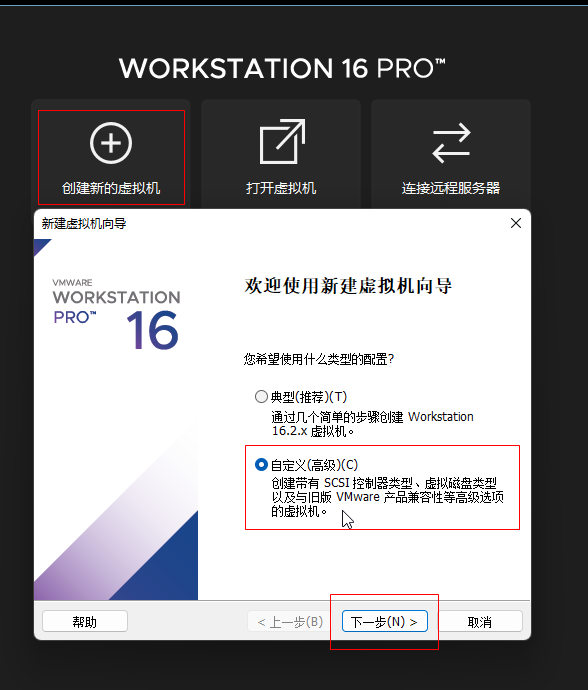 WORKSTATION 16 PRO™
创建新的虚拟机
打开虚拟机
连接远程服务器
新建虚拟机向导
VMWARE
WORKSTATION
PRO™
16
欢迎使用新建虚拟机向导
您希望使用什么类型的配置?
典型(推荐)(T)
通过几个简单的步骤创建 Workstation
16.2.x 虚拟机。
自定义(高级)(C)
创建带有 SCSI 控制器类型、虚拟磁盘类型
以及与旧版 VMware 产品兼容性等高级选项
的虚拟机。
帮助
< 上一步(B)
下一步(N) >
取消